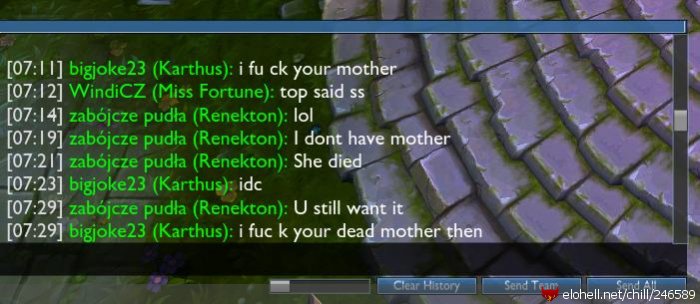 [07:11] bigjoke23 (Karthus): i fu ck your mother
[07:12] WindiCZ (Miss Fortune): top said ss
[07:14] zabójcze pudła (Renekton): lol
[07:19] zabójcze pudła (Renekton): I dont have mother
[07:21] zabójcze pudła (Renekton): She died
[07:23] bigjoke23 (Karthus): idc
[07:29] zabójcze pudła (Renekton): U still want it
[07:29] bigjoke23 (Karthus): i fuc k your dead mother then
Clear History Send Team Send All
elohell.net/chill/246589